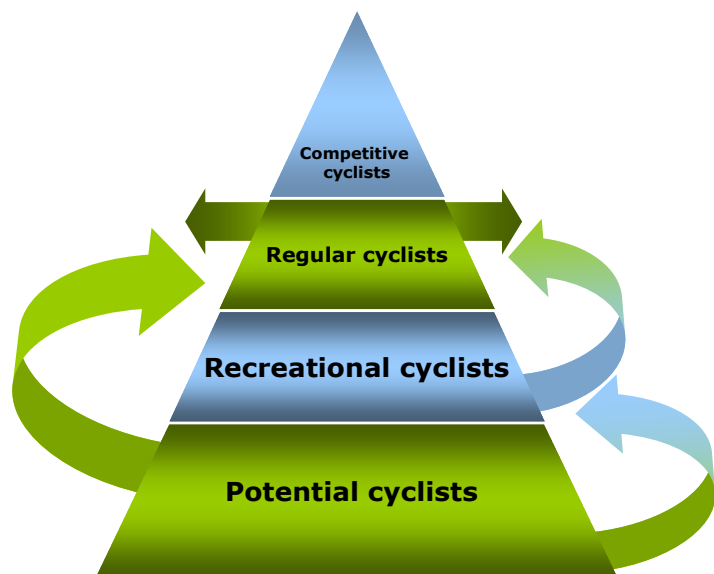 Competitive
cyclists
Regular cyclists
Recreational cyclists
Potential cyclists